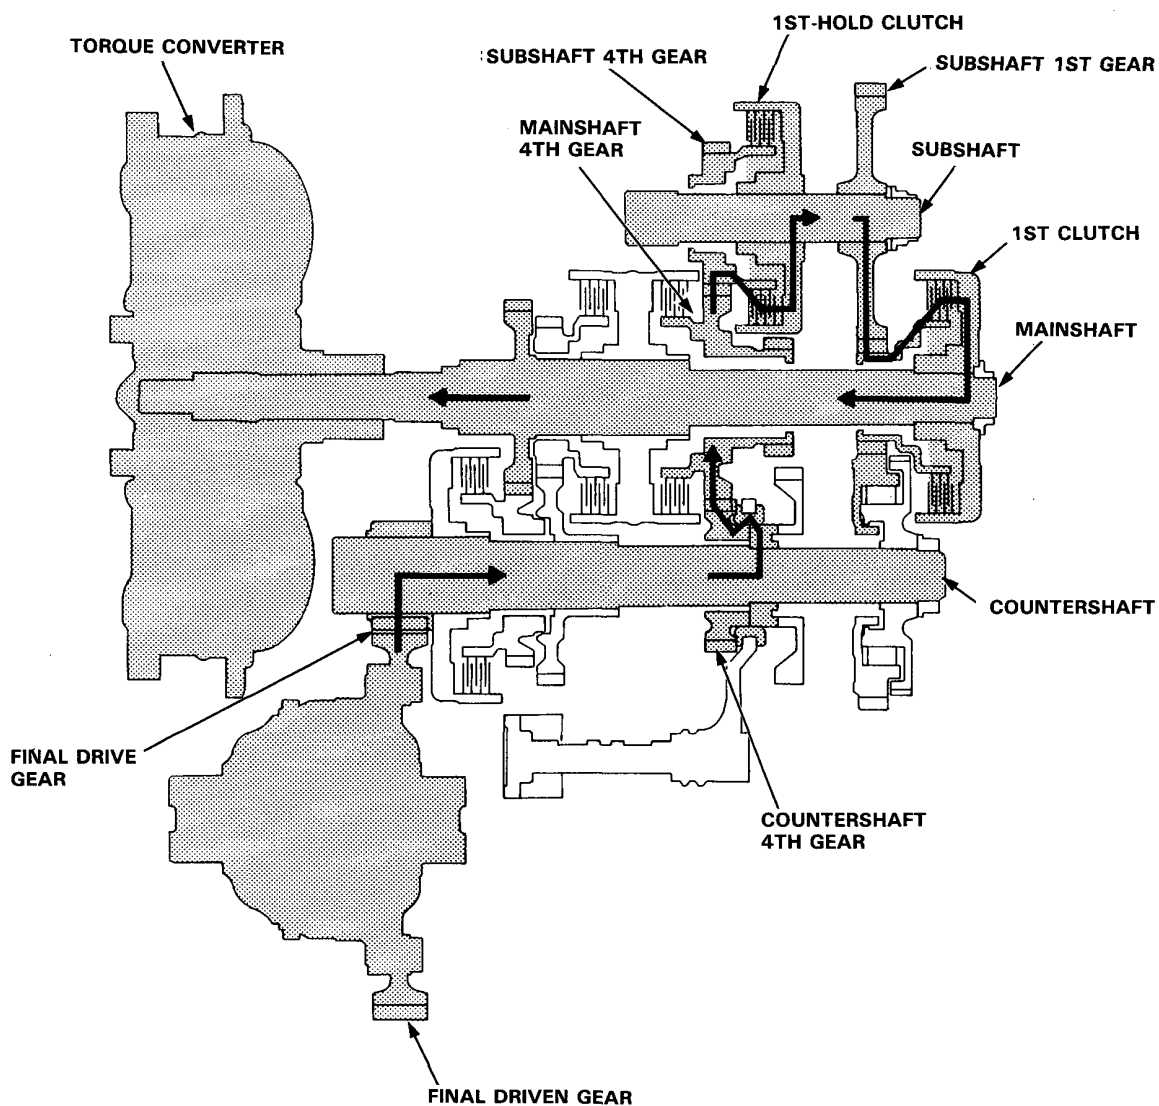 1ST-HOLD CLUTCH
TORQUE CONVERTER
SUBSHAFT 4TH GEAR
SUBSHAFT 1ST GEAR
MAINSHAFT
4TH GEAR
SUBSHAFT
1ST CLUTCH
MAINSHAFT
COUNTERSHAFT
FINAL DRIVE
GEAR
COUNTERSHAFT
4TH GEAR
FINAL DRIVEN GEAR